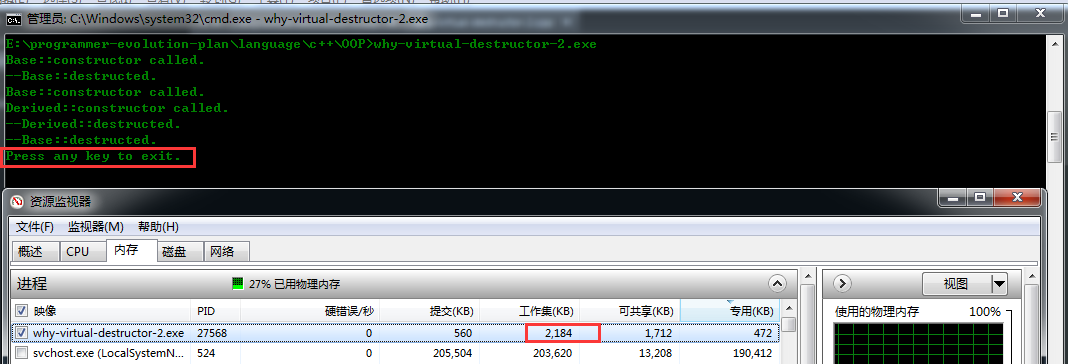 管理员: C:\Windows\system32\cmd.exe - why-virtual-destructor-2.exe
E:\programmer-evolution-plan\language\c++\OOP>why-virtual-destructor-2.exe
Base::constructor called.
--Base::destructed.
Base::constructor called.
Derived::constructor called.
--Derived::destructed.
--Base::destructed.
Press any key to exit.
资源监视器
文件(F) 监视器(M) 帮助(H)
概述 CPU 内存 磁盘 网络
进程 27% 已用物理内存 视图
映像 PID 硬错误/秒 提交(KB) 工作集(KB) 可共享(KB) 专用(KB) 使用的物理内存 100%
why-virtual-destructor-2.exe 27568 0 560 2,184 1,712 472
svchost.exe (LocalSystemN... 524 0 205,504 203,620 13,208 190,412